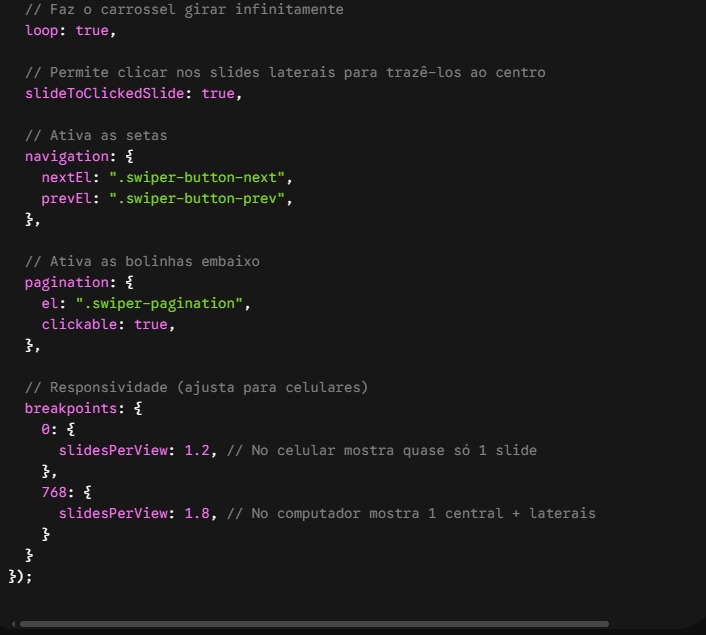 // Faz o carrossel girar infinitamente
loop: true,
// Permite clicar nos slides laterais para trazê-los ao centro
slideToClickedSlide: true,
// Ativa as setas
navigation: {
nextEl: ".swiper-button-next",
prevEl: ".swiper-button-prev",
},
// Ativa as bolinhas embaixo
pagination: {
el: ".swiper-pagination",
clickable: true,
},
// Responsividade (ajusta para celulares)
breakpoints: {
0: {
slidesPerView: 1.2, // No celular mostra quase só 1 slide
},
768: {
slidesPerView: 1.8, // No computador mostra 1 central + laterais
}
}
});